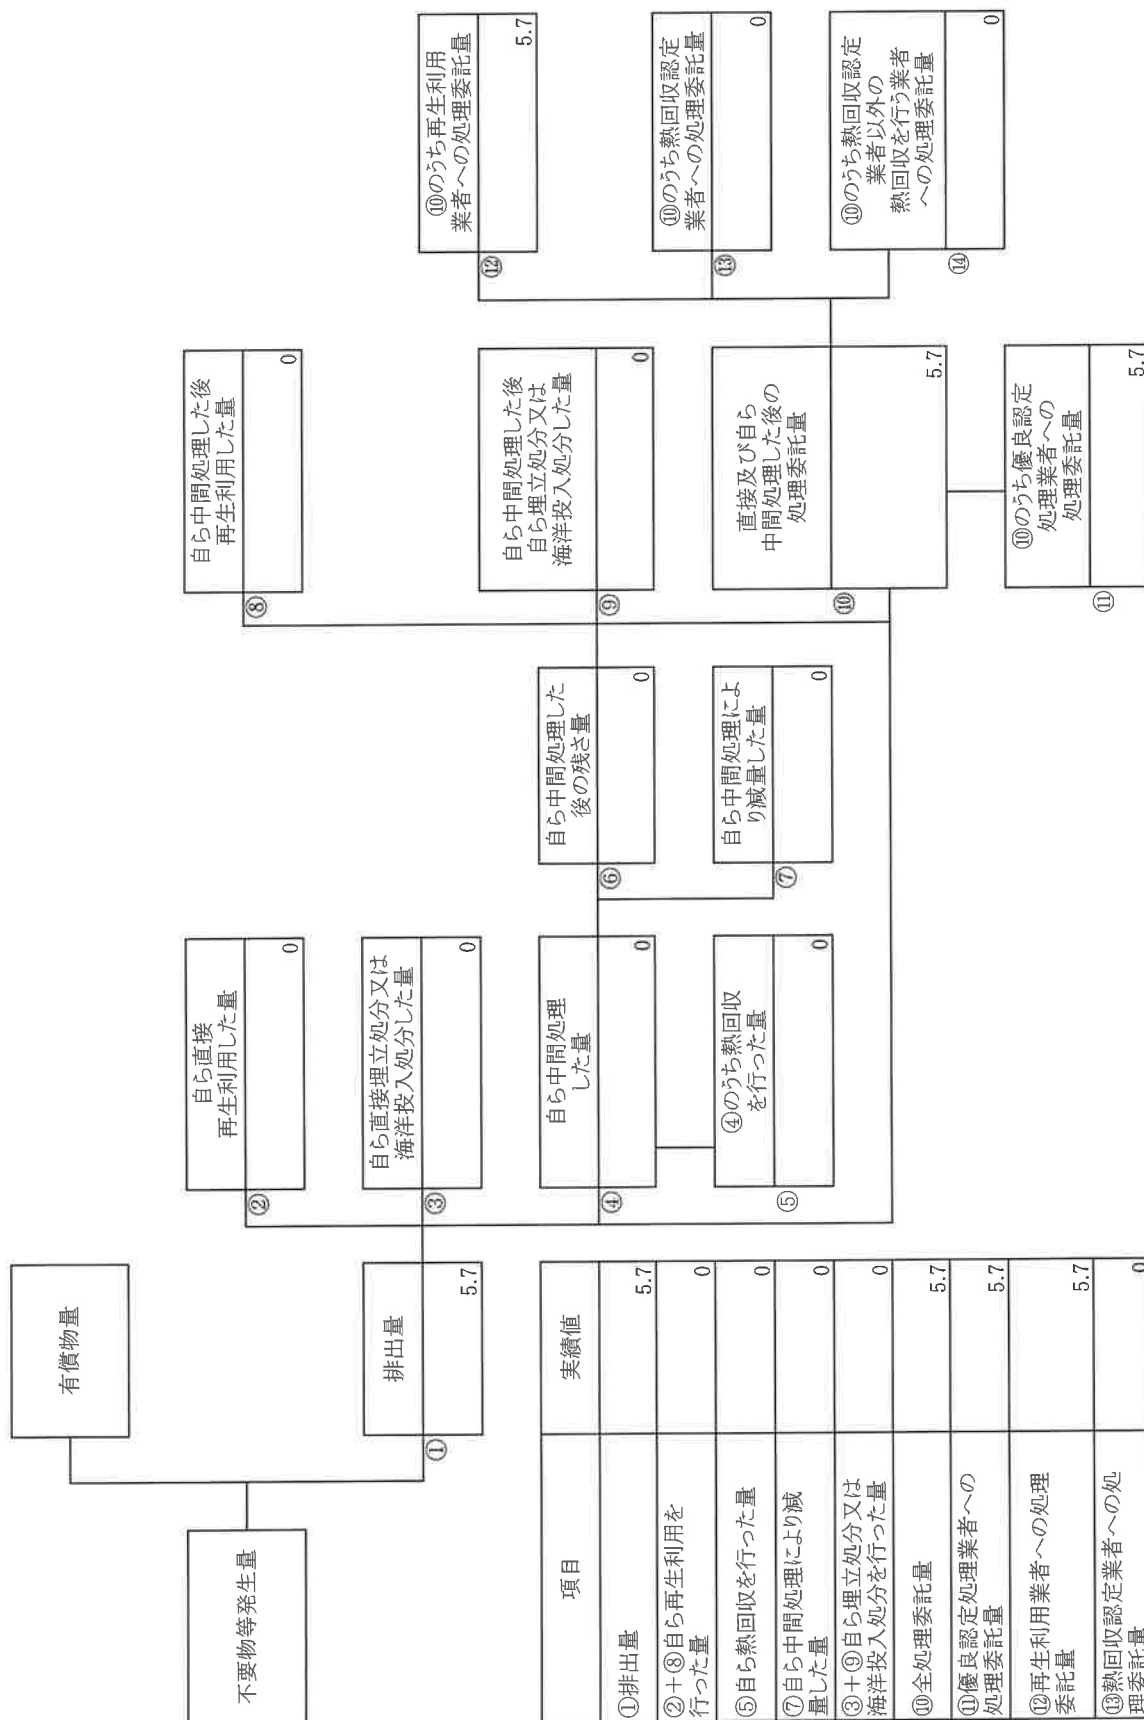 不要物等発生量
有償物量
排出量
①
5.7
自ら直接
再生利用した量
②
0
自ら直接埋立処分又は
海洋投入処分した量
③
0
自ら中間処理
した量
④
0
④のうち熱回収
を行った量
⑤
0
自ら中間処理した
後の残さ量
⑥
0
自ら中間処理によ
り減量した量
⑦
0
自ら中間処理した後
再生利用した量
⑧
0
自ら中間処理した後
自ら埋立処分又は
海洋投入処分した量
⑨
0
直接及び自ら
中間処理した後の
処理委託量
⑩
5.7
⑩のうち優良認定
処理業者への
処理委託量
⑪
5.7
⑩のうち再生利用
業者への処理委託量
⑫
5.7
⑩のうち熱回収認定
業者への処理委託量
⑬
0
⑩のうち熱回収認定
業者以外の
熱回収を行う業者
への処理委託量
⑭
0
項目 実績値
①排出量 5.7
②+⑧自ら再生利用を
行った量 0
⑤自ら熱回収を行った量 0
⑦自ら中間処理により減
量した量 0
③+⑨自ら埋立処分又は
海洋投入処分を行った量 0
⑩全処理委託量 5.7
⑪優良認定処理業者への
処理委託量 5.7
⑫再生利用業者への処理
委託量 5.7
⑬熱回収認定業者への処
理委託量 0